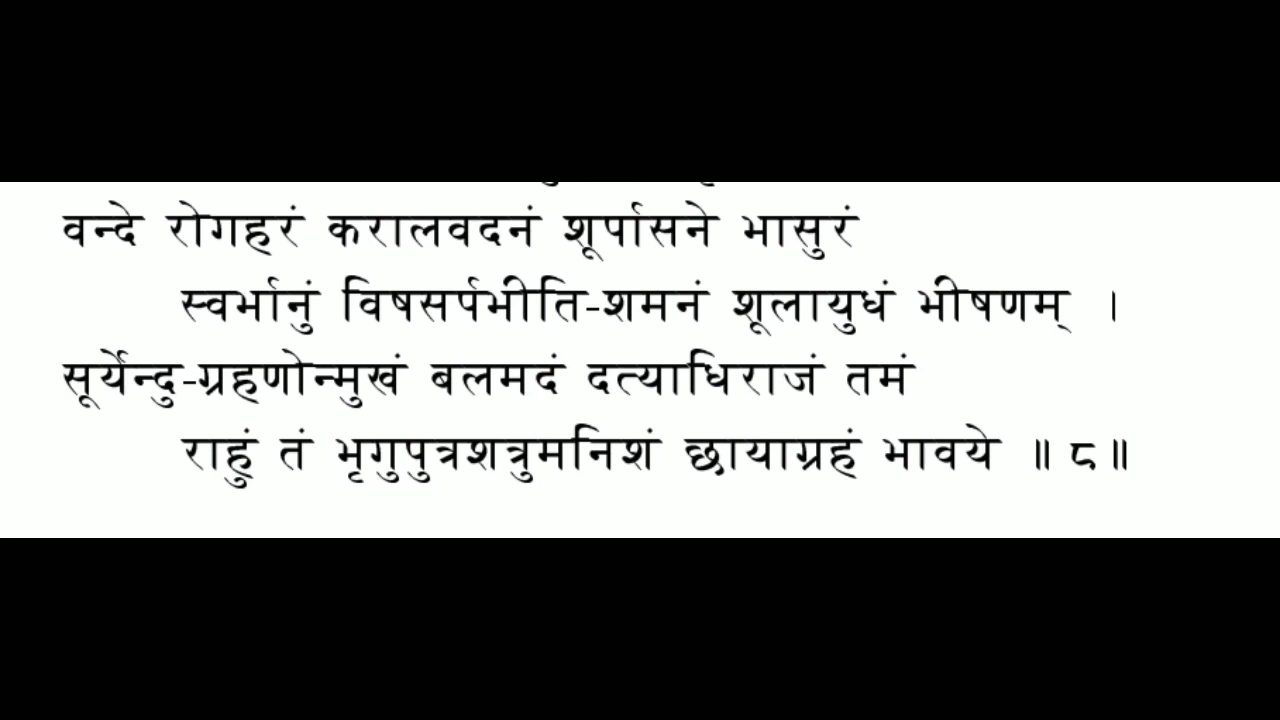 वन्दे रोगहरं करालवदनं शूर्पासने भासुरं
स्वर्भानुं विषसर्पभीति-शमनं शूलायुधं भीषणम् ।
सूर्येन्दु-ग्रहणोन्मुखं बलमदं दत्याधिराजं तमं
राहुं तं भृगुपुत्रशत्रुमनिशं छायाग्रहं भावये ॥ ८॥